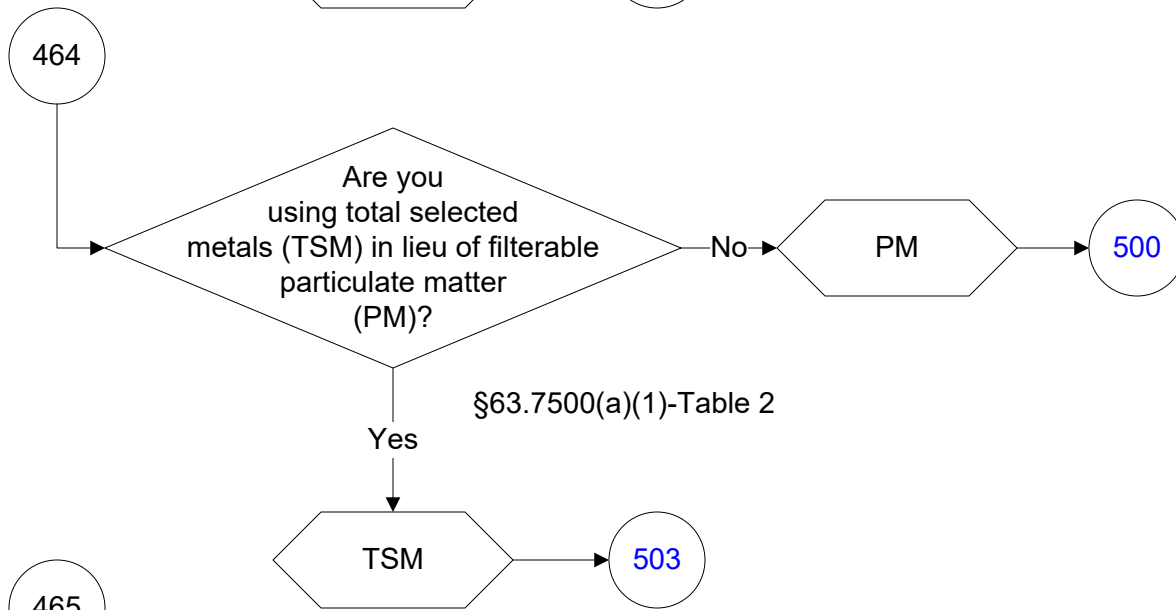 464
Are you
using total selected
metals (TSM) in lieu of filterable
particulate matter
(PM)?
No
PM
500
§63.7500(a)(1)-Table 2
Yes
TSM
503
465